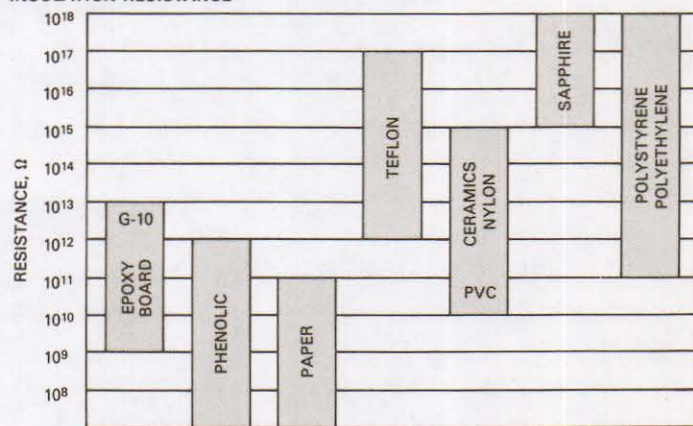 10¹⁸
10¹⁷
10¹⁶
10¹⁵
10¹⁴
10¹³
10¹²
10¹¹
10¹⁰
10⁹
10⁸
RESISTANCE, Ω
G-10
EPOXY
BOARD
PHENOLIC
PAPER
TEFLON
CERAMICS
NYLON
PVC
SAPPHIRE
POLYSTYRENE
POLYETHYLENE